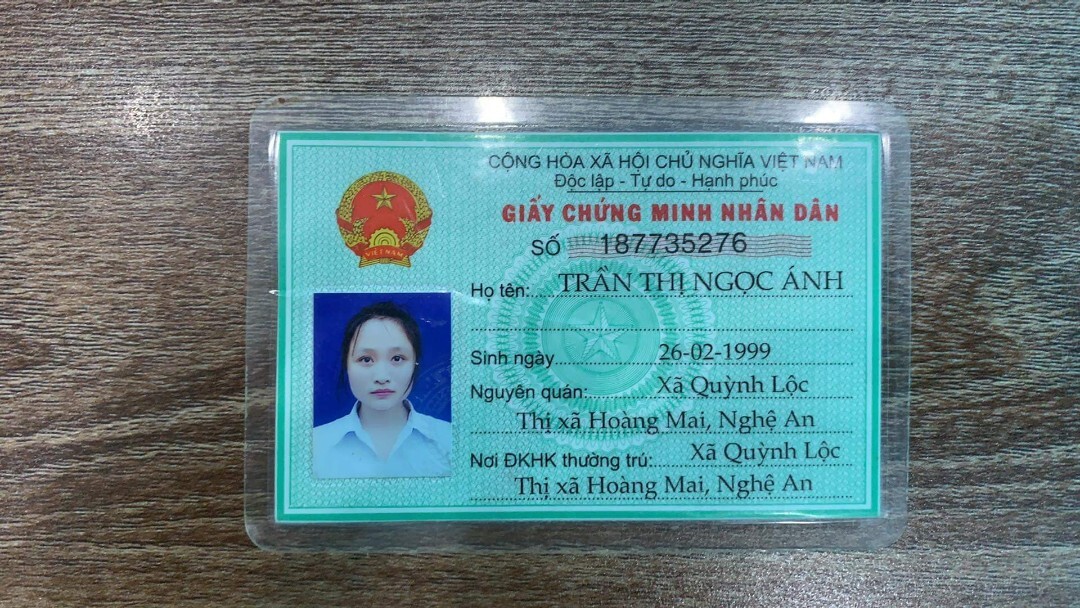 CỘNG HÒA XÃ HỘI CHỦ NGHĨA VIỆT NAM
Độc lập - Tự do - Hạnh phúc
GIẤY CHỨNG MINH NHÂN DÂN
SỐ 187735276
VIỆT NAM
Họ tên: TRẦN THỊ NGỌC ÁNH
Sinh ngày 26-02-1999
Nguyên quán: Xã Quỳnh Lộc
Thị xã Hoàng Mai, Nghệ An
Nơi ĐKHK thường trú: Xã Quỳnh Lộc
Thị xã Hoàng Mai, Nghệ An